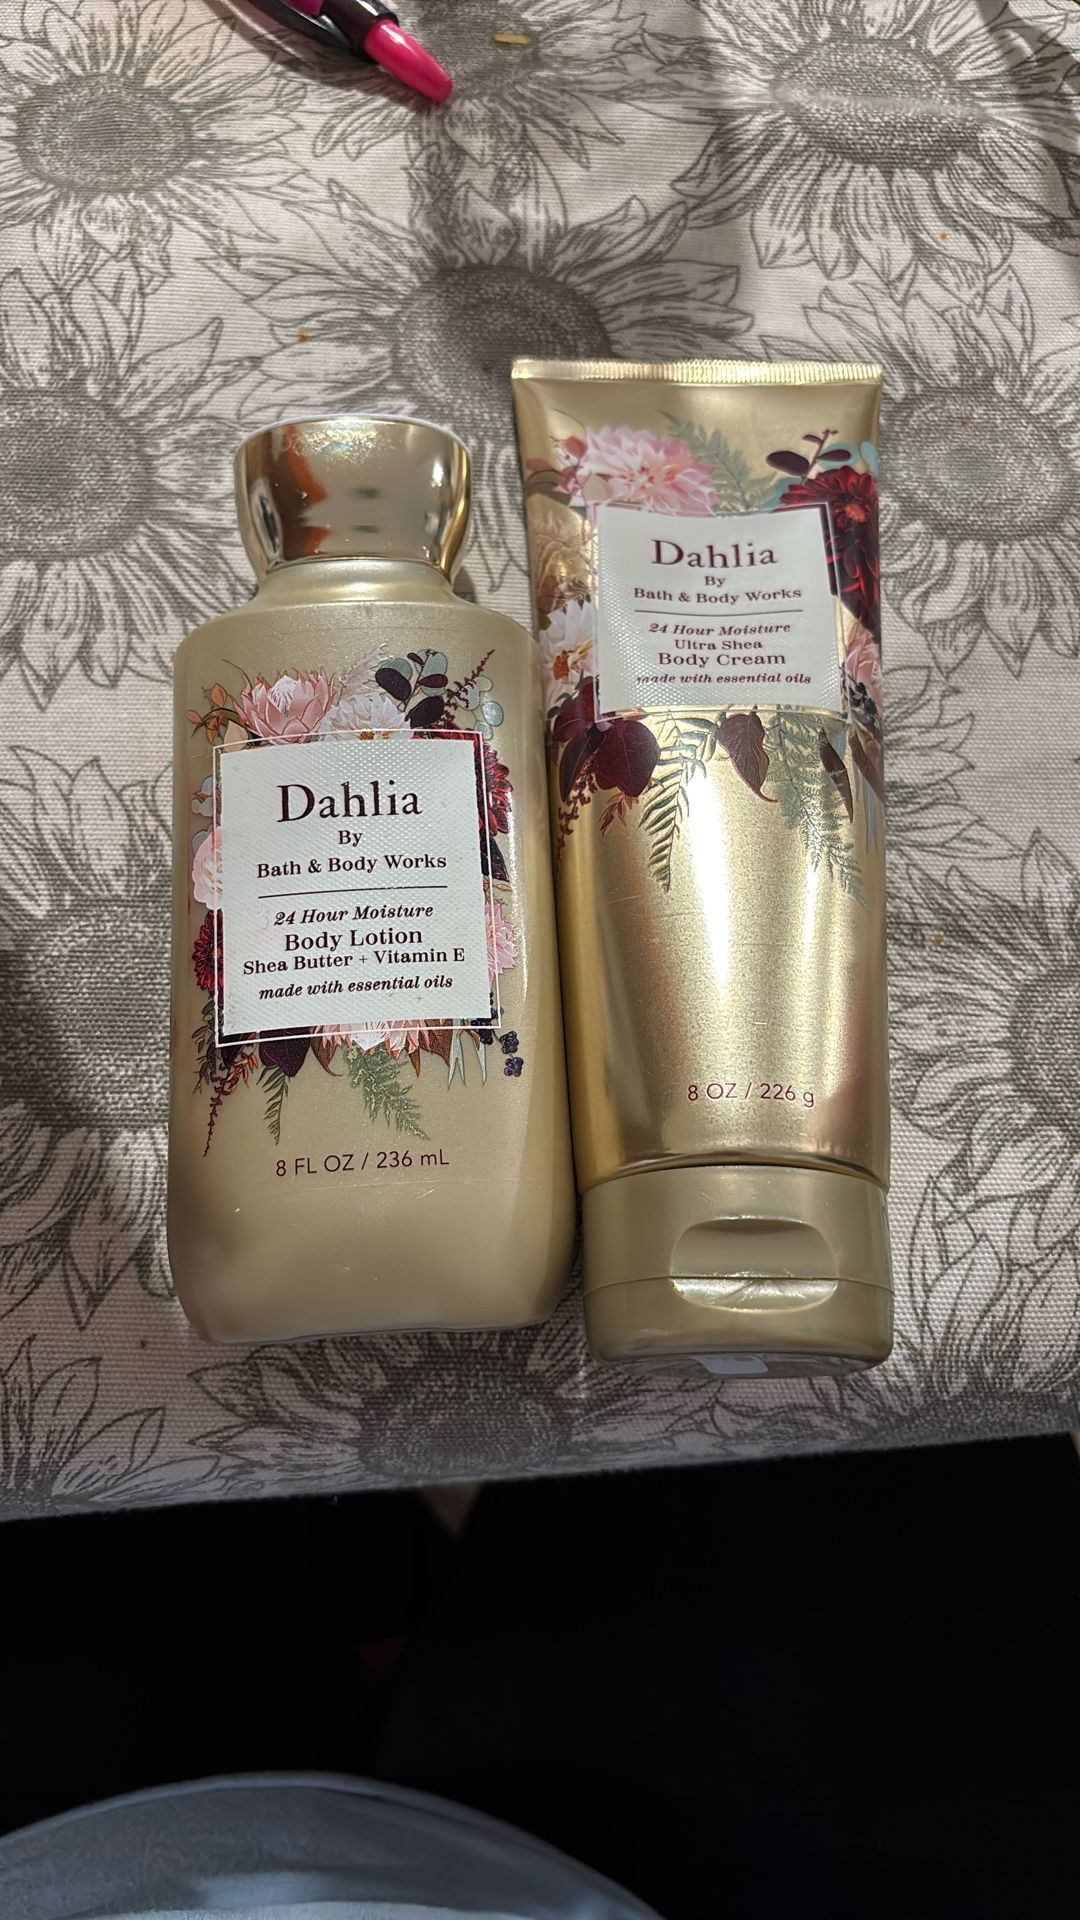 Dahlia
By
Bath & Body Works
24 Hour Moisture
Body Lotion
Shea Butter + Vitamin E
made with essential oils
8 FL OZ / 236 mL
Dahlia
By
Bath & Body Works
24 Hour Moisture
Ultra Shea
Body Cream
made with essential oils
8 OZ / 226 g